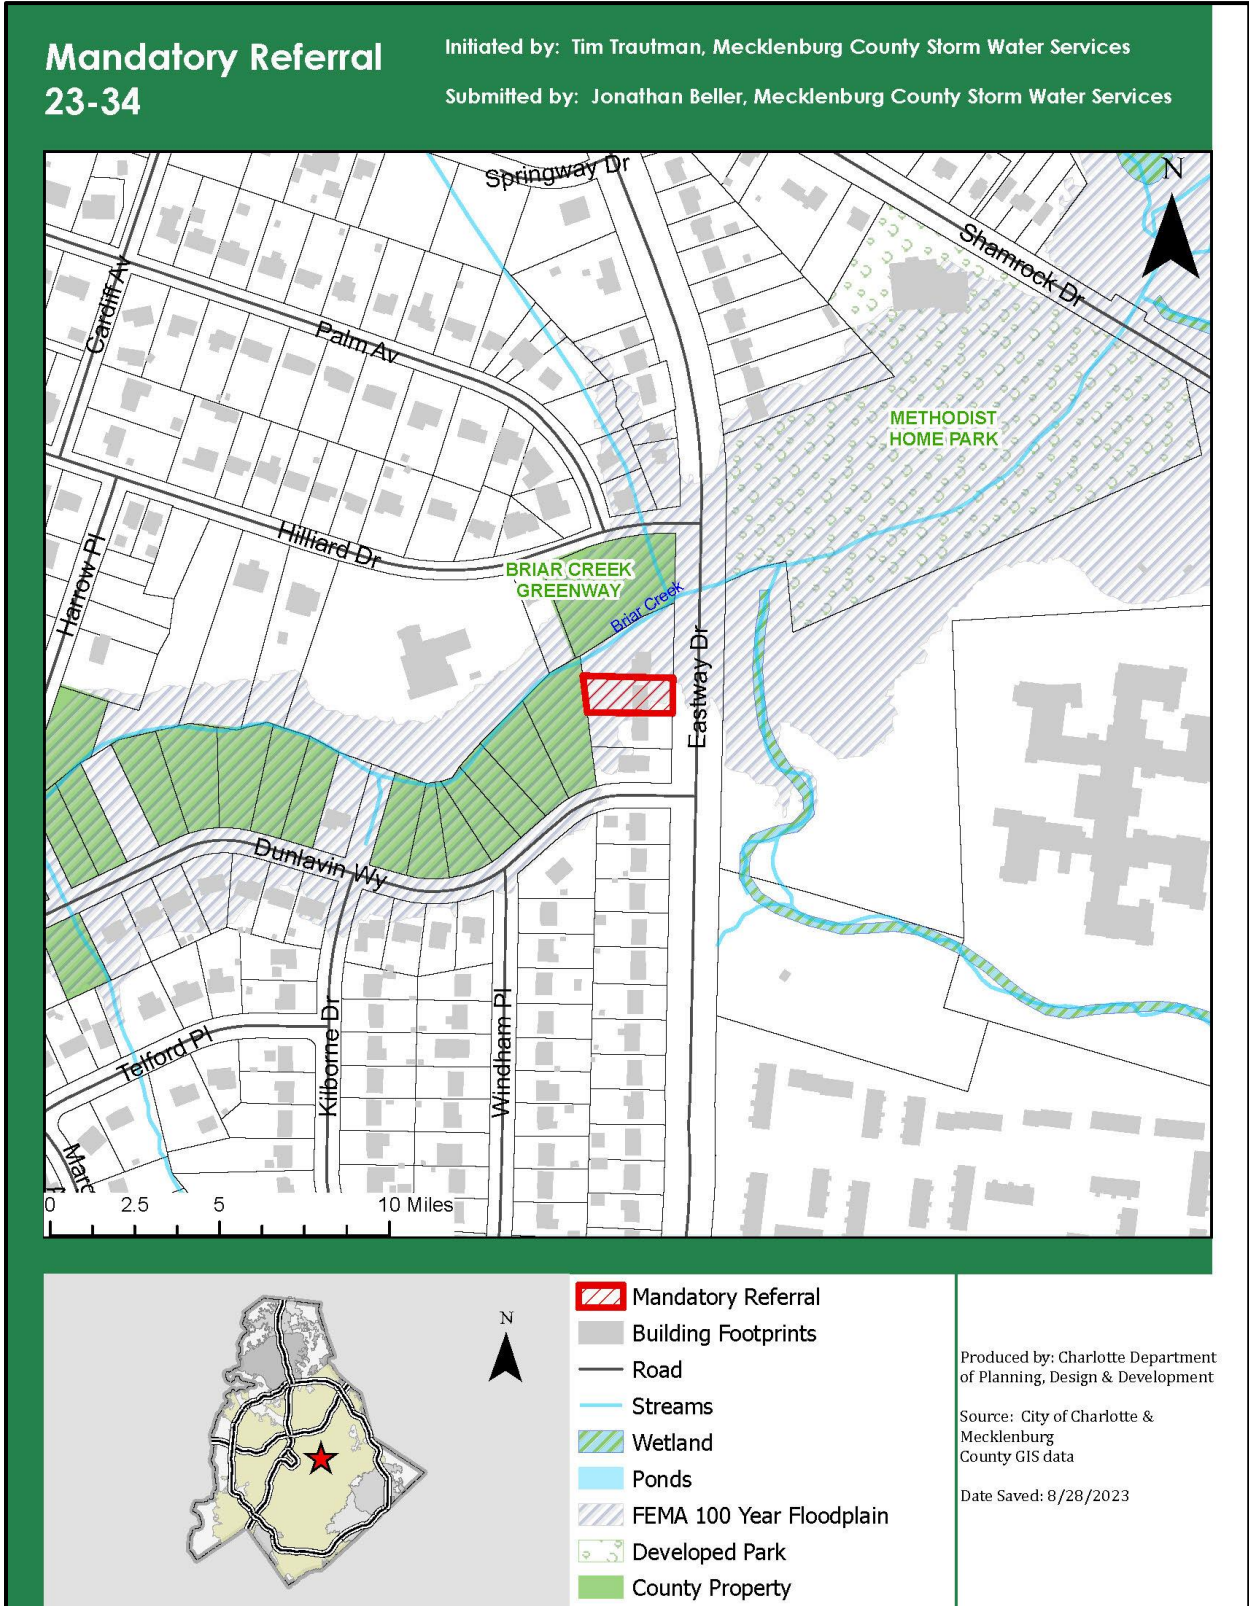 Mandatory Referral
23-34
Initiated by: Tim Trautman, Mecklenburg County Storm Water Services
Submitted by: Jonathan Beller, Mecklenburg County Storm Water Services
Springway Dr
N
Shamrock Dr
Cardiff Av
Palm Av
METHODIST
HOME PARK
Hilliard Dr
Harrow Pl
BRIAR CREEK
GREENWAY
Briar Creek
Eastway Dr
Dunlavin Wy
Kilborne Dr
Windham Pl
Telford Pl
0 2.5 5 10 Miles
N
Mandatory Referral
Building Footprints
Road
Streams
Wetland
Ponds
FEMA 100 Year Floodplain
Developed Park
County Property
Produced by: Charlotte Department
of Planning, Design & Development
Source: City of Charlotte &
Mecklenburg
County GIS data
Date Saved: 8/28/2023